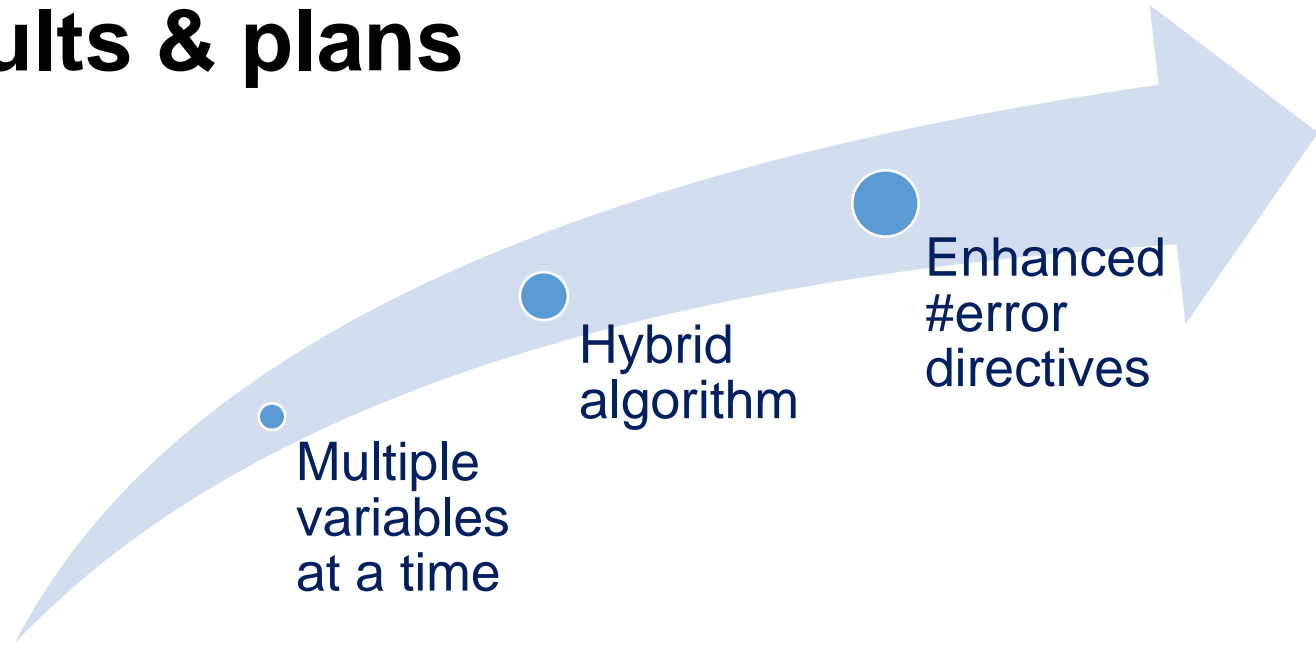 ults & plans
Enhanced
#error
directives
Hybrid
algorithm
Multiple
variables
at a time